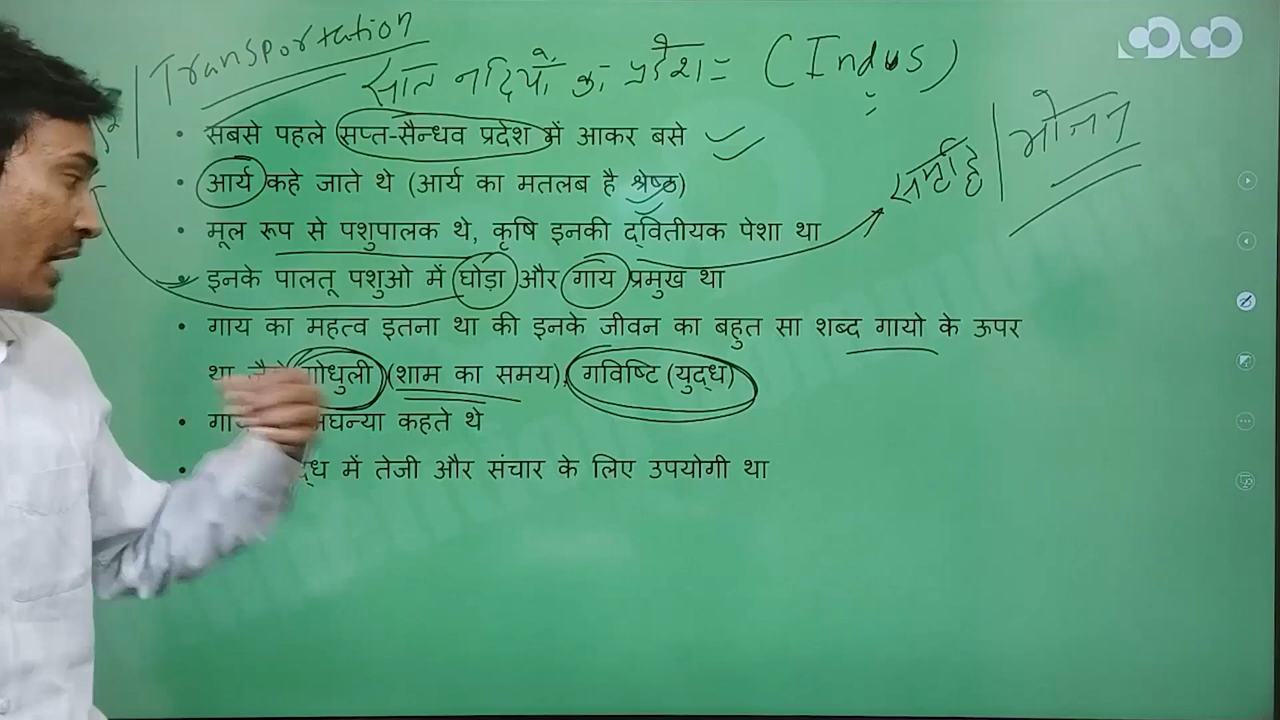 Transportation
सात नदियों का प्रदेश = (Indus)
सबसे पहले सप्त-सैन्धव प्रदेश में आकर बसे
भोजन
आर्य कहे जाते थे (आर्य का मतलब है श्रेष्ठ)
मूल रूप से पशुपालक थे, कृषि इनकी द्वितीयक पेशा था
इनके पालतू पशुओ में घोड़ा और गाय प्रमुख था
गाय का महत्व इतना था की इनके जीवन का बहुत सा शब्द गायो के ऊपर
था (शाम का समय), गविष्टि (युद्ध)
कहते थे
में तेजी और संचार के लिए उपयोगी था